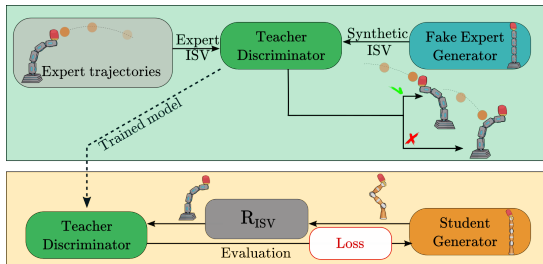 Expert trajectories
Expert
ISV
Teacher
Discriminator
Synthetic
ISV
Fake Expert
Generator
Trained model
Teacher
Discriminator
R_ISV
Evaluation
Loss
Student
Generator